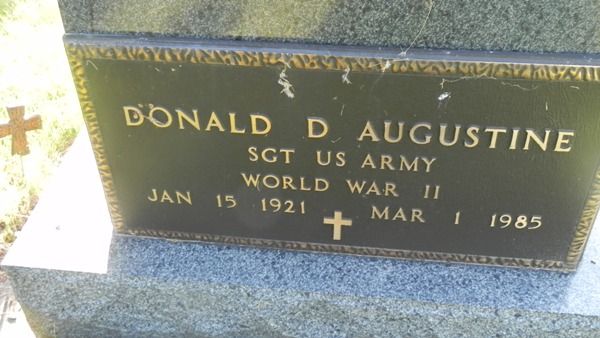 DONALD D AUGUSTINE
SGT US ARMY
WORLD WAR II
JAN 15 1921 MAR 1 1985